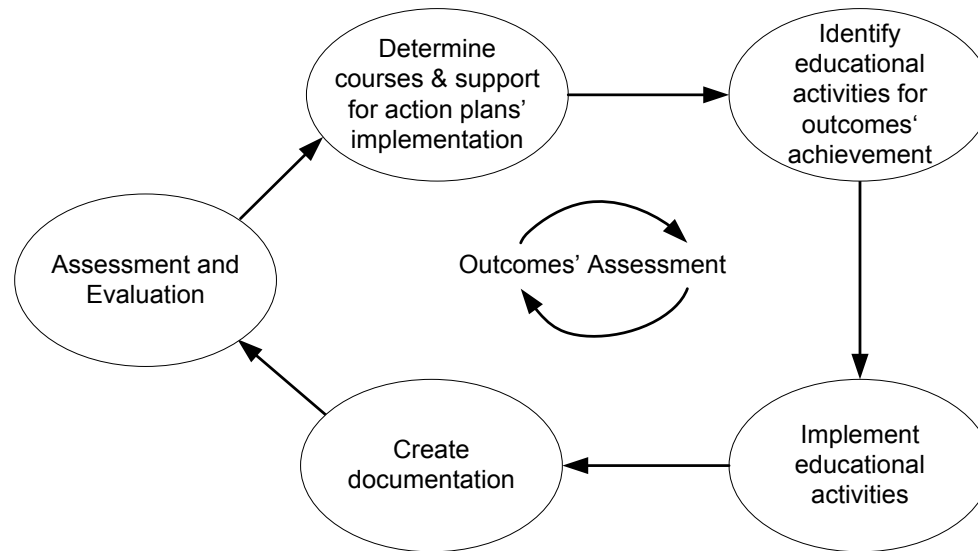 Determine
courses & support
for action plans’
implementation
Identify
educational
activities for
outcomes‘
achievement
Assessment and
Evaluation
Outcomes’ Assessment
Create
documentation
Implement
educational
activities